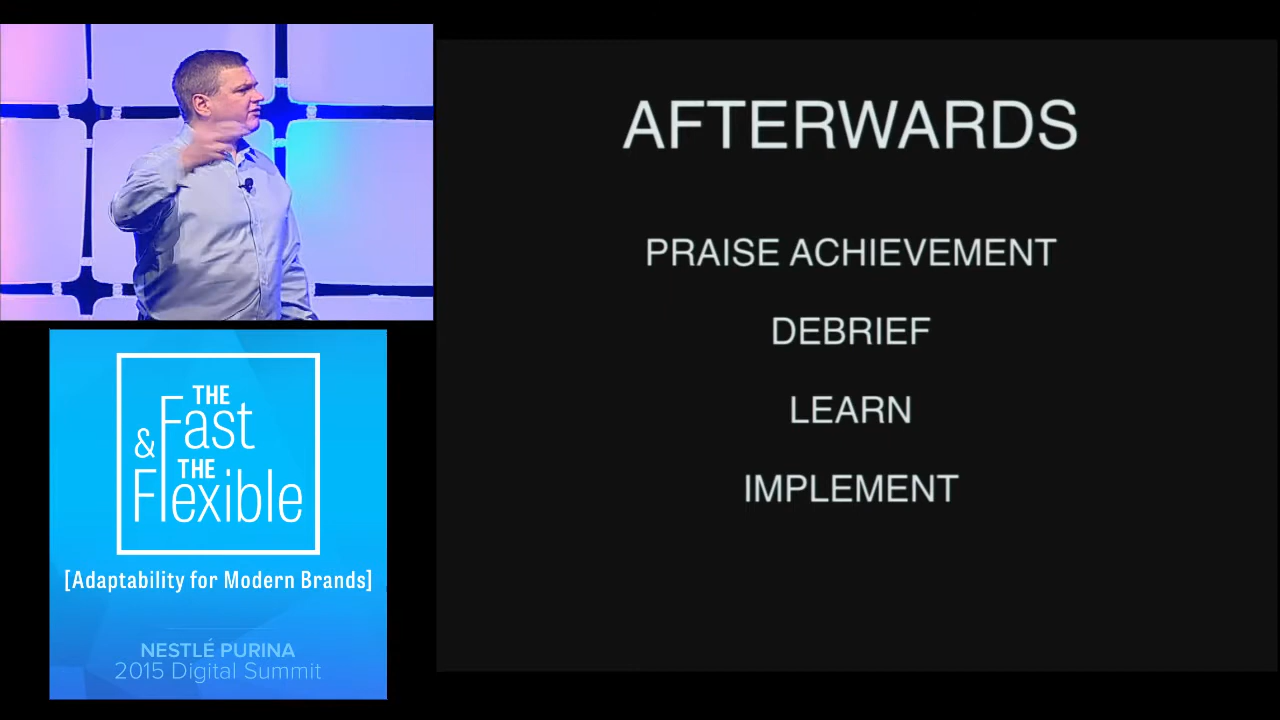 AFTERWARDS
PRAISE ACHIEVEMENT
DEBRIEF
LEARN
IMPLEMENT
THE
& Fast
THE
Flexible
[Adaptability for Modern Brands]
NESTLÉ PURINA
2015 Digital Summit